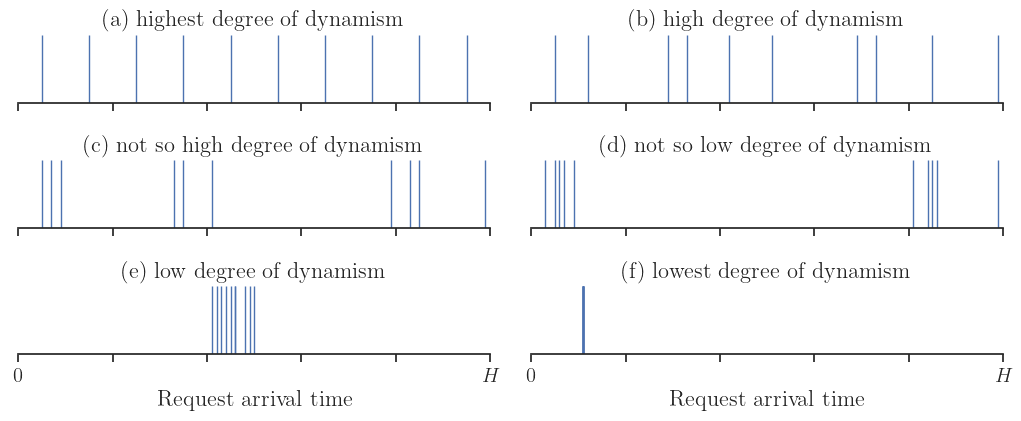 (a) highest degree of dynamism
(b) high degree of dynamism
(c) not so high degree of dynamism
(d) not so low degree of dynamism
(e) low degree of dynamism
(f) lowest degree of dynamism
0 H
0 H
Request arrival time
Request arrival time